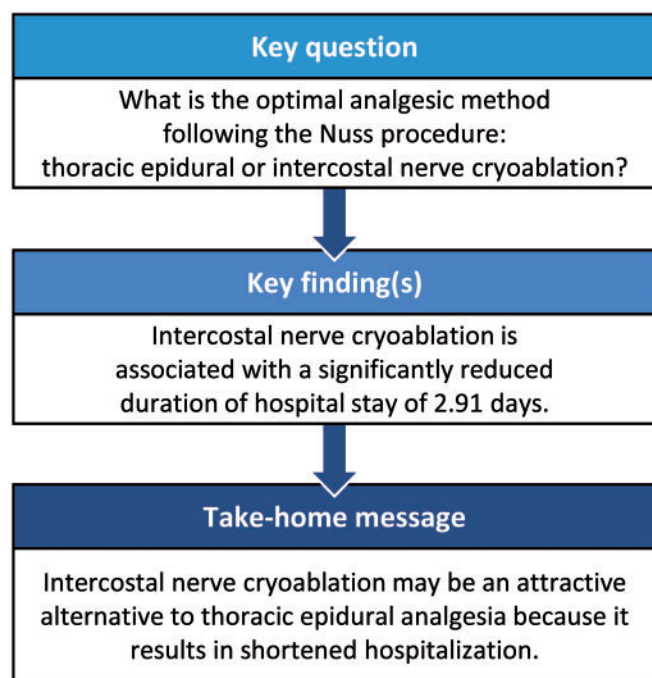 Key question
What is the optimal analgesic method
following the Nuss procedure:
thoracic epidural or intercostal nerve cryoablation?
Key finding(s)
Intercostal nerve cryoablation is
associated with a significantly reduced
duration of hospital stay of 2.91 days.
Take-home message
Intercostal nerve cryoablation may be an attractive
alternative to thoracic epidural analgesia because it
results in shortened hospitalization.